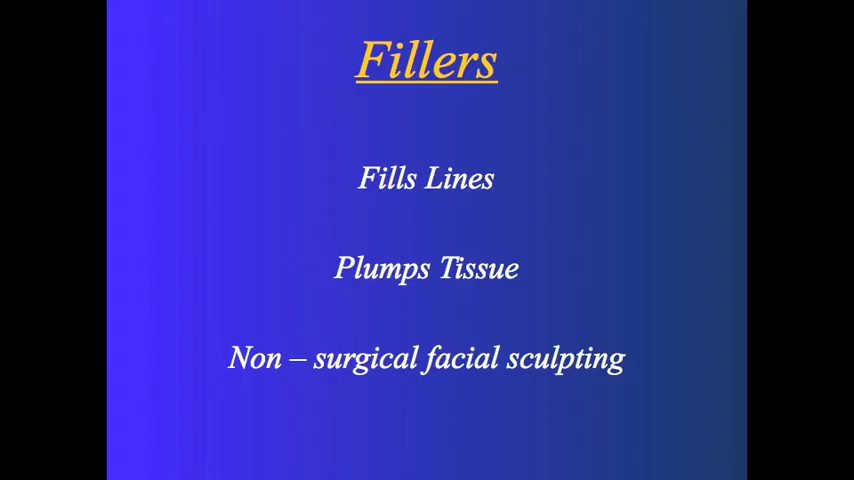 Fillers
Fills Lines
Plumps Tissue
Non – surgical facial sculpting